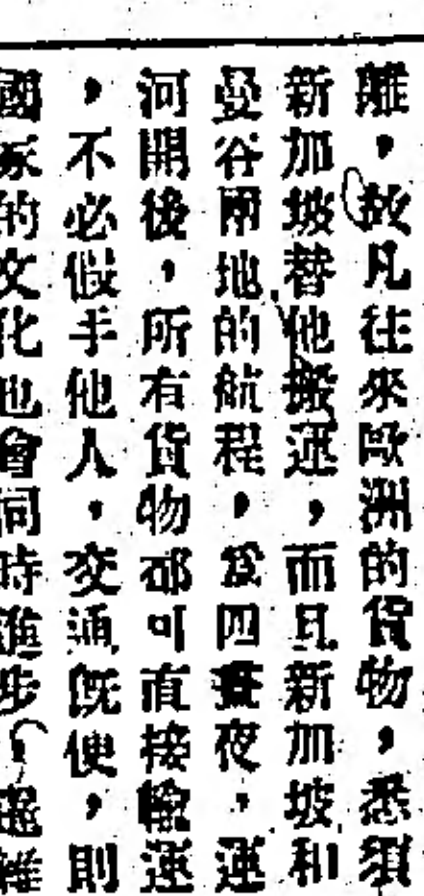 離，故凡往來歐洲的貨物，悉須
新加坡替他搬運，而且新加坡和
曼谷兩地的航程，爲四晝夜，運
河開後，所有貨物都可直接輸運
，不必假手他人，交通既便，則
國家的文化也會同時進步，暹羅